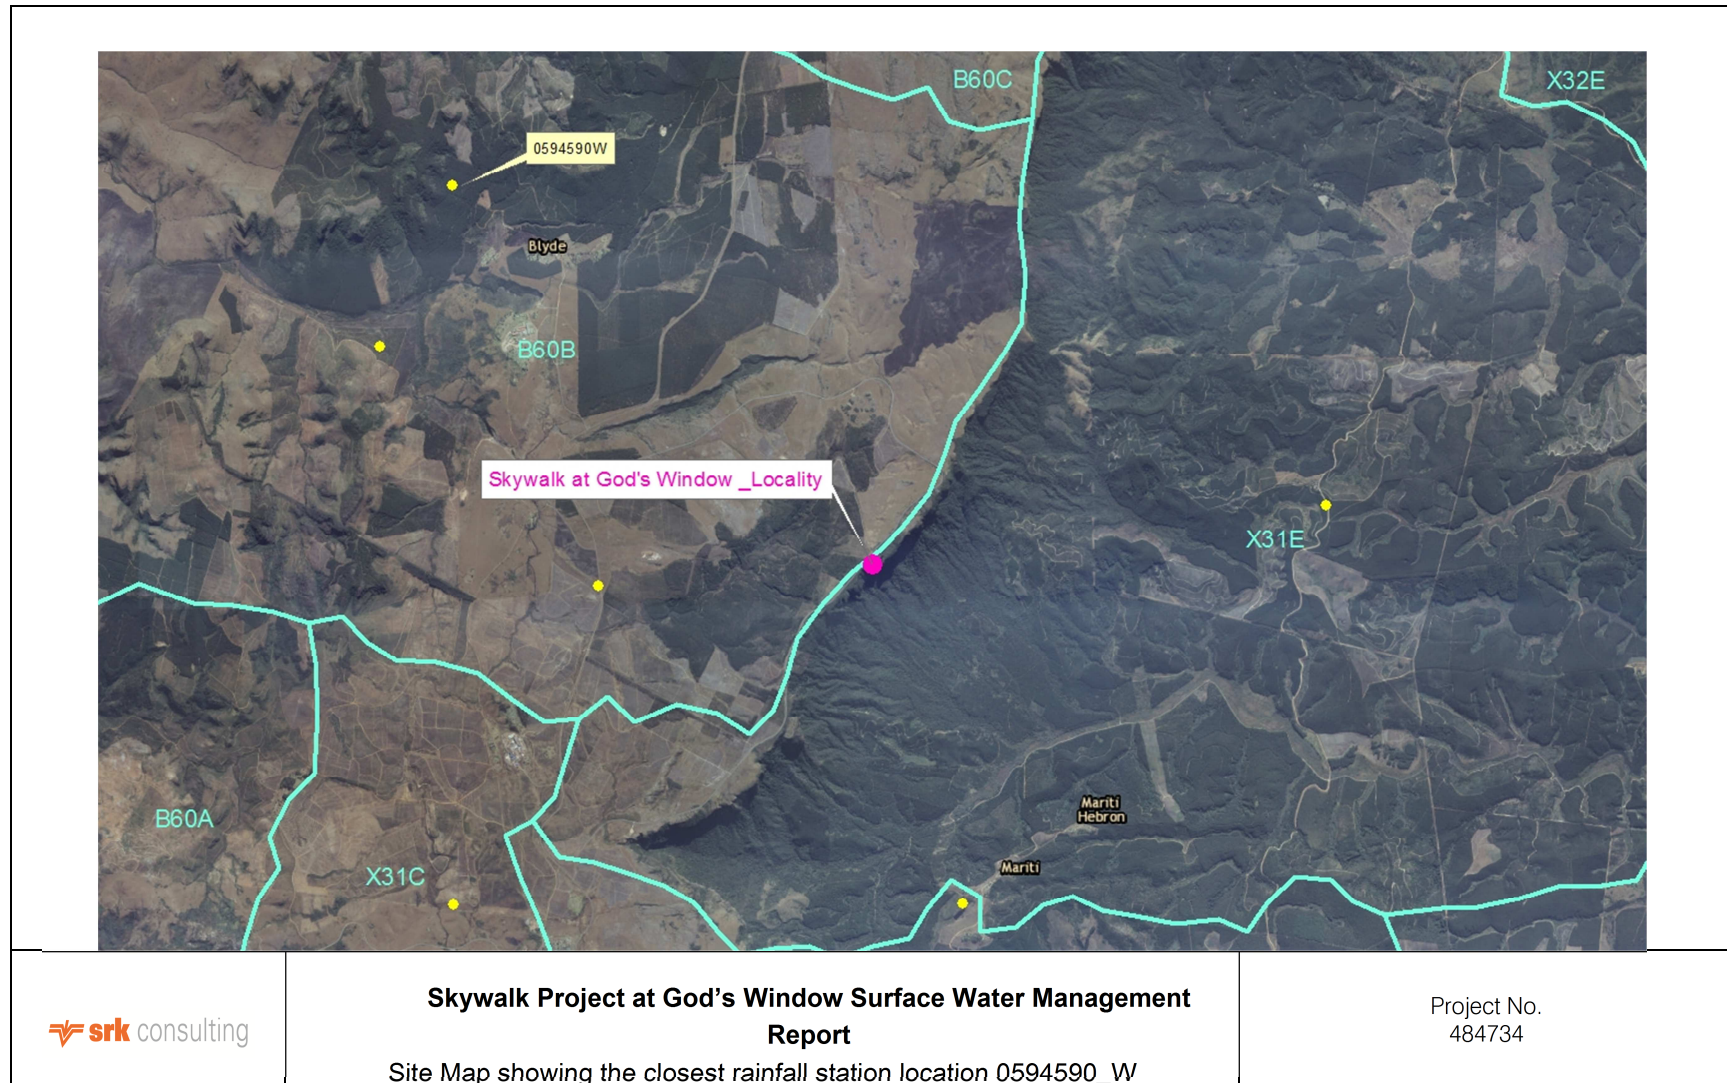 B60C
X32E
0594590W
Blyde
B60B
Skywalk at God's Window _Locality
X31E
Mariti
Hebron
B60A
Mariti
X31C
srk consulting
Skywalk Project at God’s Window Surface Water Management
Report
Site Map showing the closest rainfall station location 0594590_W
Project No.
484734